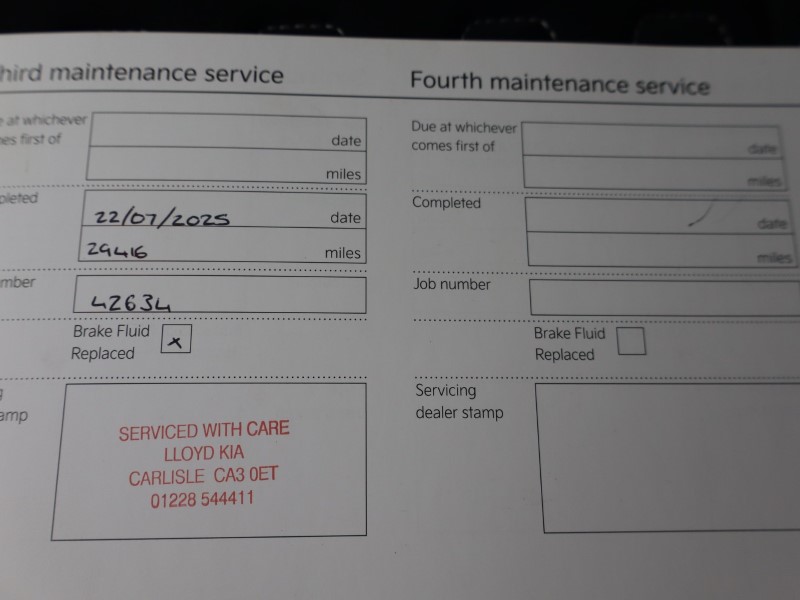 hird maintenance service
e at whichever
mes first of
date
miles
pleted
22/07/2025 date
29416 miles
mber
42634
Brake Fluid
Replaced x
g
amp
SERVICED WITH CARE
LLOYD KIA
CARLISLE CA3 0ET
01228 544411
Fourth maintenance service
Due at whichever
comes first of
date
miles
Completed
date
miles
Job number
Brake Fluid
Replaced
Servicing
dealer stamp